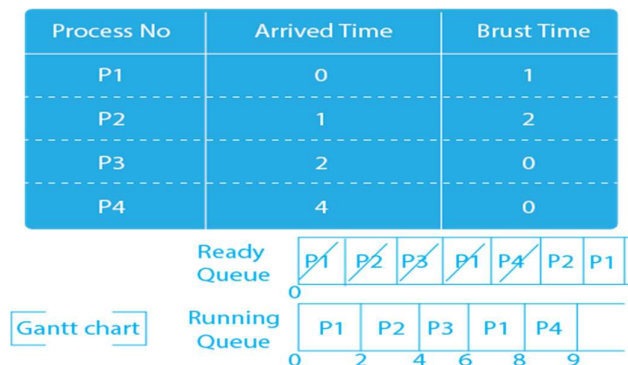 Process No Arrived Time Brust Time
P1 0 1
P2 1 2
P3 2 0
P4 4 0
Ready Queue P1 P2 P3 P1 P4 P2 P1
0
Gantt chart
Running Queue P1 P2 P3 P1 P4
0 2 4 6 8 9